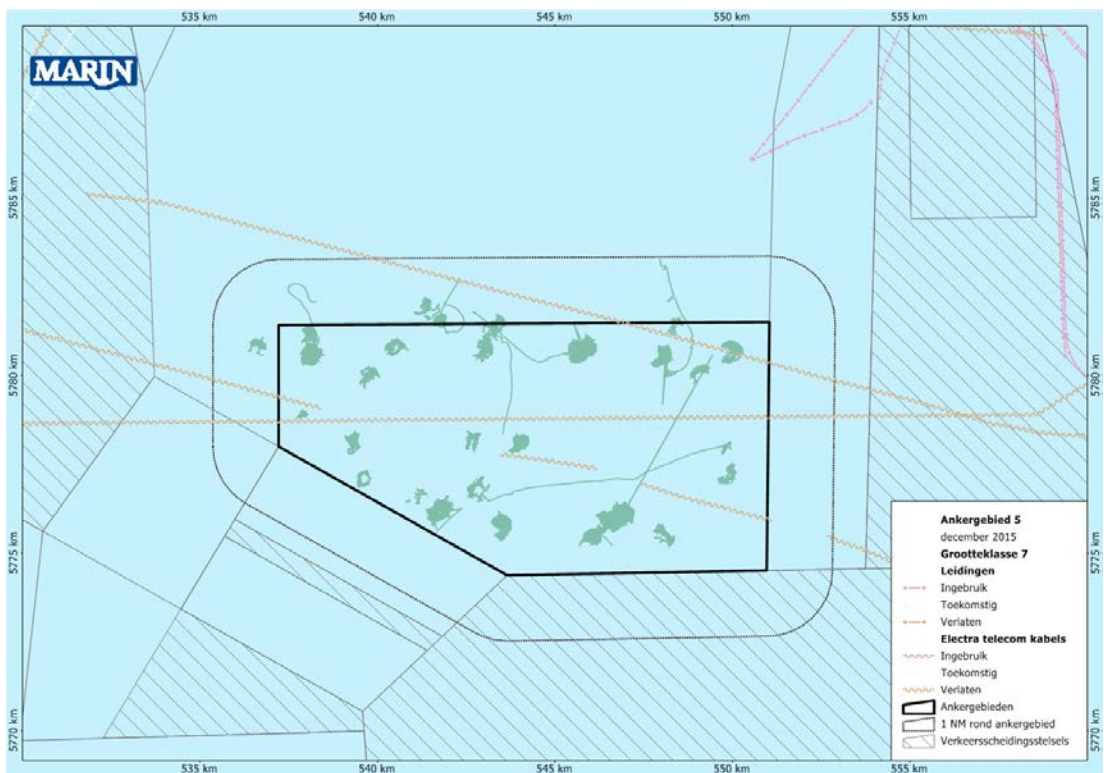 535 km 540 km 545 km 550 km 555 km
MARIN
5785 km 5785 km
5780 km 5780 km
5775 km 5775 km
5770 km 5770 km
Ankergebied 5
december 2015
Grootteklasse 7
Leidingen
Ingebruik
Toekomstig
Verlaten
Electra telecom kabels
Ingebruik
Toekomstig
Verlaten
Ankergebieden
1 NM rond ankergebied
Verkeersscheidingsstelsels
535 km 540 km 545 km 550 km 555 km